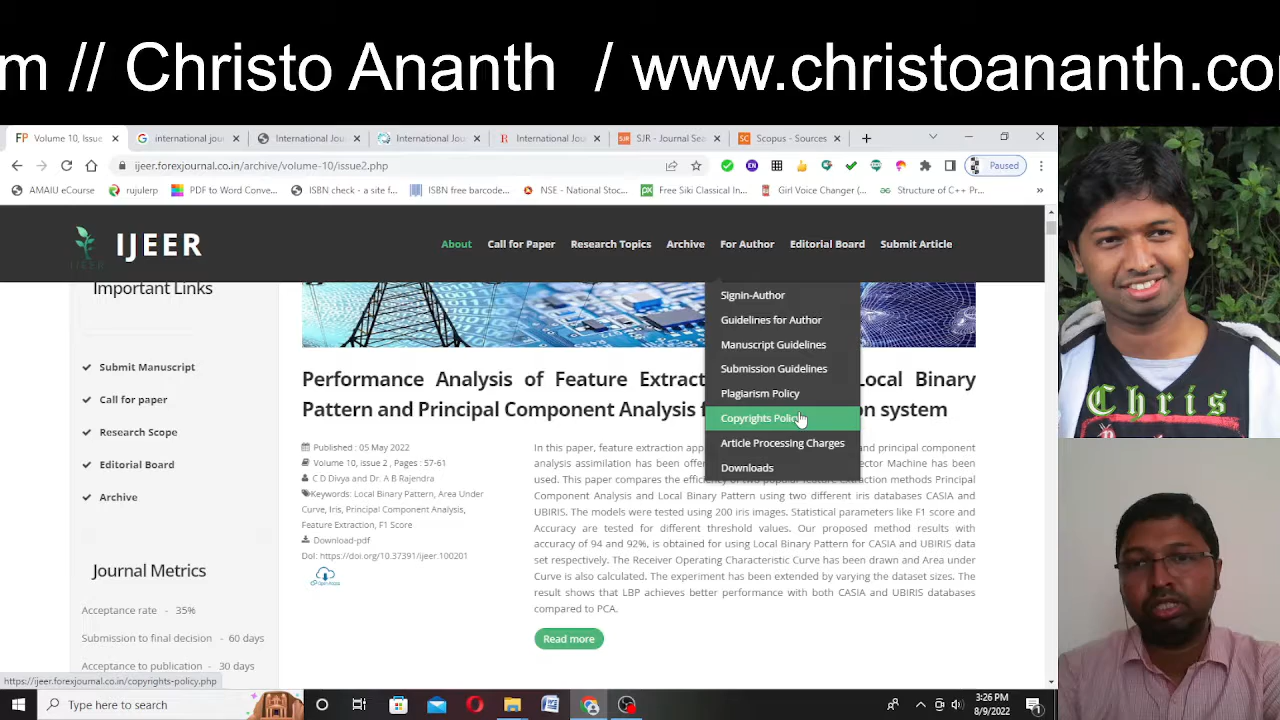 m // Christo Ananth / www.christoananth.co
Volume 10, Issue
international jou
International Jou
International Jou
International Jou
SJR - Journal Sea
Scopus - Sources
ijeer.forexjournal.co.in/archive/volume-10/issue2.php
Paused
AMAIU eCourse
rujulerp
PDF to Word Conve...
ISBN check - a site f...
ISBN free barcode...
NSE - National Stoc...
Free Siki Classical In...
Girl Voice Changer (...
Structure of C++ Pr...
IJEER
About
Call for Paper
Research Topics
Archive
For Author
Editorial Board
Submit Article
Signin-Author
Guidelines for Author
Manuscript Guidelines
Submission Guidelines
Plagiarism Policy
Copyrights Policy
Article Processing Charges
Downloads
Important Links
Submit Manuscript
Call for paper
Research Scope
Editorial Board
Archive
Journal Metrics
Acceptance rate - 35%
Submission to final decision - 60 days
Acceptance to publication - 30 days
Performance Analysis of Feature Extrac Local Binary
Pattern and Principal Component Analysis f on system
Published : 05 May 2022
Volume 10, issue 2 , Pages : 57-61
C D Divya and Dr. A B Rajendra
Keywords: Local Binary Pattern, Area Under
Curve, Iris, Principal Component Analysis,
Feature Extraction, F1 Score
Download-pdf
DoI: https://doi.org/10.37391/ijeer.100201
In this paper, feature extraction app and principal component
analysis assimilation has been offer ector Machine has been
used. This paper compares the efficiency of two popular feature Extraction methods Principal
Component Analysis and Local Binary Pattern using two different iris databases CASIA and
UBIRIS. The models were tested using 200 iris images. Statistical parameters like F1 score and
Accuracy are tested for different threshold values. Our proposed method results with
accuracy of 94 and 92%, is obtained for using Local Binary Pattern for CASIA and UBIRIS data
set respectively. The Receiver Operating Characteristic Curve has been drawn and Area under
Curve is also calculated. The experiment has been extended by varying the dataset sizes. The
result shows that LBP achieves better performance with both CASIA and UBIRIS databases
compared to PCA.
Read more
https://ijeer.forexjournal.co.in/copyrights-policy.php
Type here to search
3:26 PM
8/9/2022
Chris